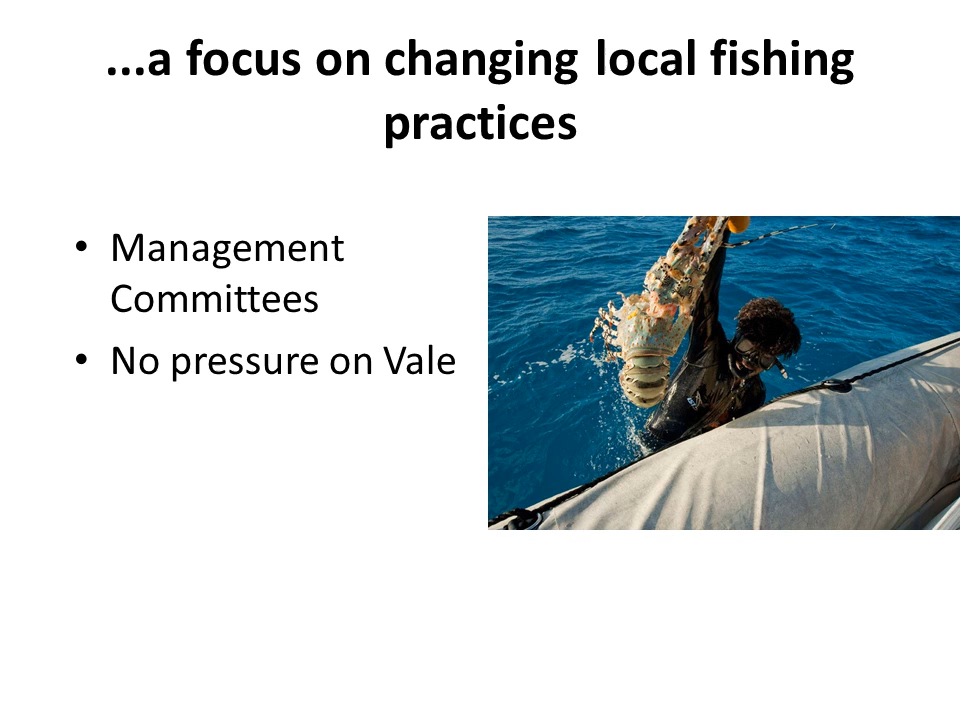 ...a focus on changing local fishing
practices
• Management
Committees
• No pressure on Vale